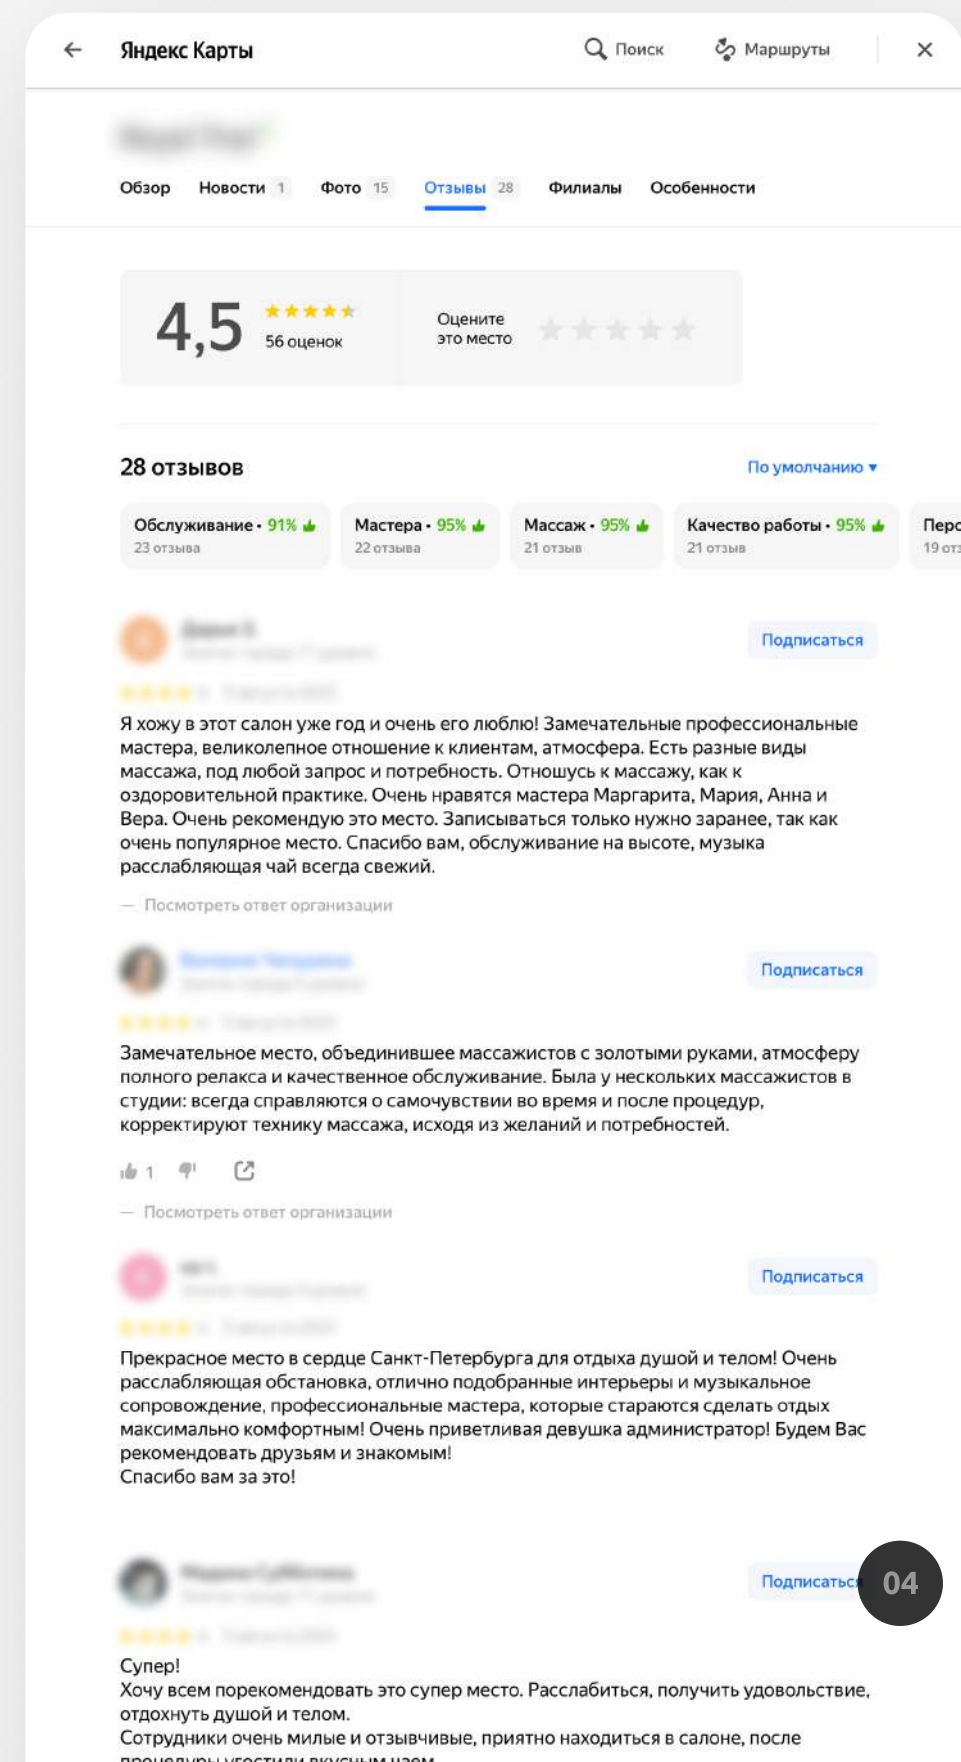 Яндекс Карты
Поиск
Маршруты
Обзор Новости 1 Фото 15 Отзывы 28 Филиалы Особенности
4,5
56 оценок
Оцените
это место
28 отзывов
По умолчанию
Обслуживание • 91%
23 отзыва
Мастера • 95%
22 отзыва
Массаж • 95%
21 отзыв
Качество работы • 95%
21 отзыв
Перс
19 отз
Подписаться
Я хожу в этот салон уже год и очень его люблю! Замечательные профессиональные
мастера, великолепное отношение к клиентам, атмосфера. Есть разные виды
массажа, под любой запрос и потребность. Отношусь к массажу, как к
оздоровительной практике. Очень нравятся мастера Маргарита, Мария, Анна и
Вера. Очень рекомендую это место. Записываться только нужно заранее, так как
очень популярное место. Спасибо вам, обслуживание на высоте, музыка
расслабляющая чай всегда свежий.
— Посмотреть ответ организации
Подписаться
Замечательное место, объединившее массажистов с золотыми руками, атмосферу
полного релакса и качественное обслуживание. Была у нескольких массажистов в
студии: всегда справляются о самочувствии во время и после процедур,
корректируют технику массажа, исходя из желаний и потребностей.
1
— Посмотреть ответ организации
Подписаться
Прекрасное место в сердце Санкт-Петербурга для отдыха душой и телом! Очень
расслабляющая обстановка, отлично подобранные интерьеры и музыкальное
сопровождение, профессиональные мастера, которые стараются сделать отдых
максимально комфортным! Очень приветливая девушка администратор! Будем Вас
рекомендовать друзьям и знакомым!
Спасибо вам за это!
Подписаться
04
Супер!
Хочу всем порекомендовать это супер место. Расслабиться, получить удовольствие,
отдохнуть душой и телом.
Сотрудники очень милые и отзывчивые, приятно находиться в салоне, после
процедуры угостили вкусным чаем